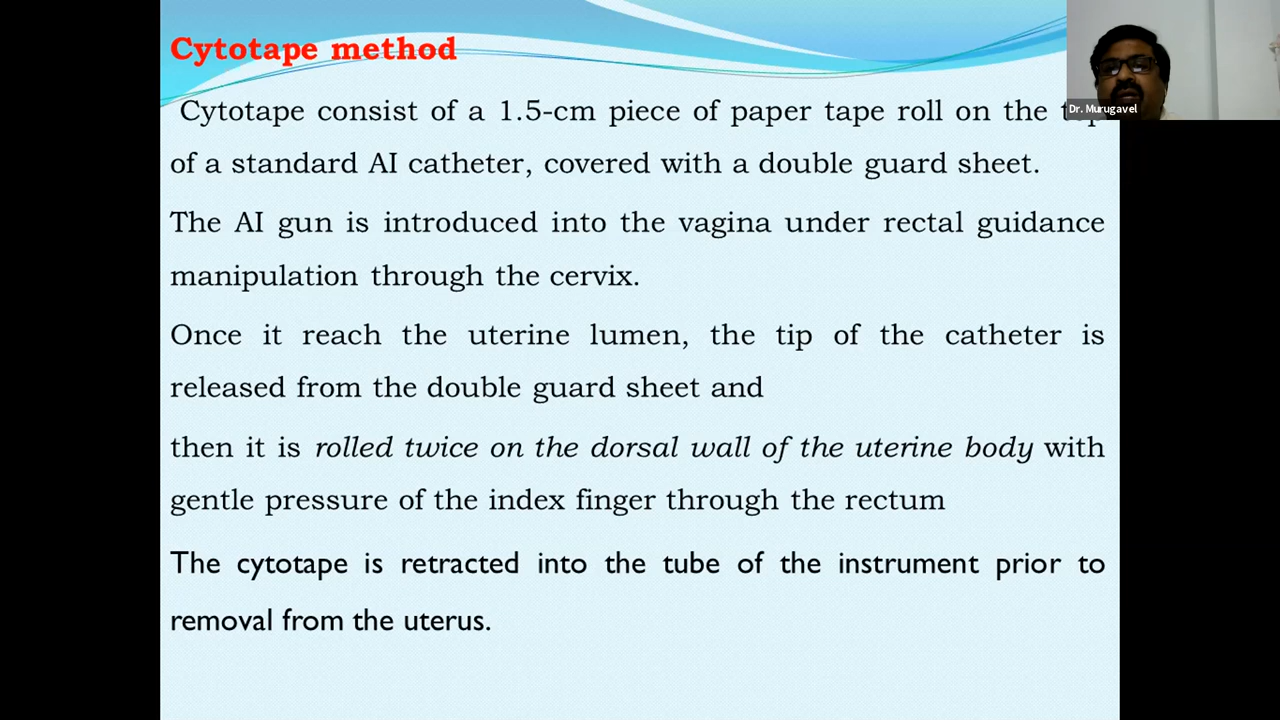 Cytotape method
Dr. Murugavel
Cytotape consist of a 1.5-cm piece of paper tape roll on the top
of a standard AI catheter, covered with a double guard sheet.
The AI gun is introduced into the vagina under rectal guidance
manipulation through the cervix.
Once it reach the uterine lumen, the tip of the catheter is
released from the double guard sheet and
then it is rolled twice on the dorsal wall of the uterine body with
gentle pressure of the index finger through the rectum
The cytotape is retracted into the tube of the instrument prior to
removal from the uterus.